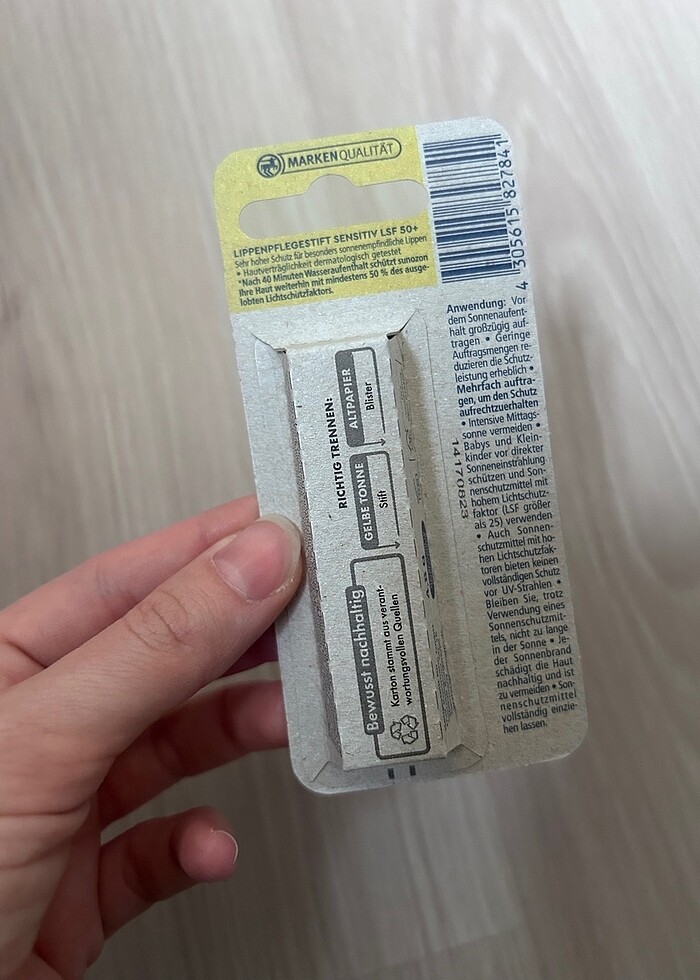 MARKENQUALITÄT
LIPPENPFLEGESTIFT SENSITIV LSF 50+
Sehr hoher Schutz für besonders sonnenempfindliche Lippen
• Hautverträglichkeit dermatologisch getestet
*Nach 40 Minuten Wasseraufenthalt schützt sunozon
Ihre Haut weiterhin mit mindestens 50 % des ausge-
lobten Lichtschutzfaktors.
4 305615 827841
Anwendung: Vor
dem Sonnenaufent-
halt großzügig auf-
tragen • Geringe
Auftragsmengen re-
duzieren die Schutz-
leistung erheblich •
Mehrfach auftra-
gen, um den Schutz
aufrechtzuerhalten
• Intensive Mittags-
sonne vermeiden •
Babys und Klein-
kinder vor direkter
Sonneneinstrahlung
schützen und Son-
nenschutzmittel mit
hohem Lichtschutz-
faktor (LSF größer
als 25) verwenden
• Auch Sonnen-
schutzmittel mit ho-
hen Lichtschutzfak-
toren bieten keinen
vollständigen Schutz
vor UV-Strahlen •
Bleiben Sie, trotz
Verwendung eines
Sonnenschutzmit-
tels, nicht zu lange
in der Sonne • Je-
der Sonnenbrand
schädigt die Haut
nachhaltig und ist
zu vermeiden • Son-
nenschutzmittel
vollständig einzie-
hen lassen.
14170823
RICHTIG TRENNEN:
ALTPAPIER
Blister
GELBE TONNE
Stift
Bewusst nachhaltig
Karton stammt aus verant-
wortungsvollen Quellen